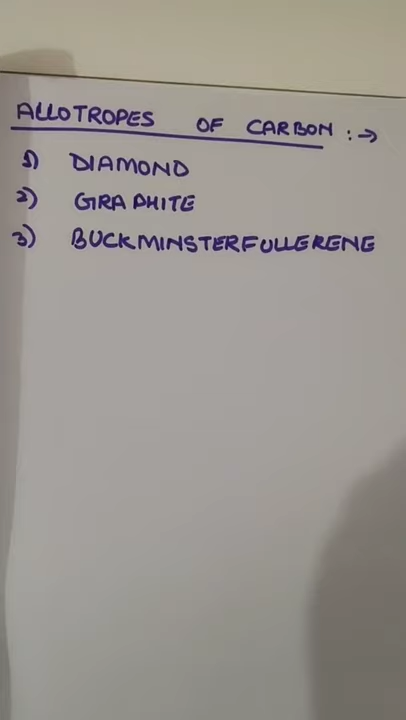 ALLOTROPES OF CARBON :→
1) DIAMOND
2) GRAPHITE
3) BUCKMINSTERFULLERENE